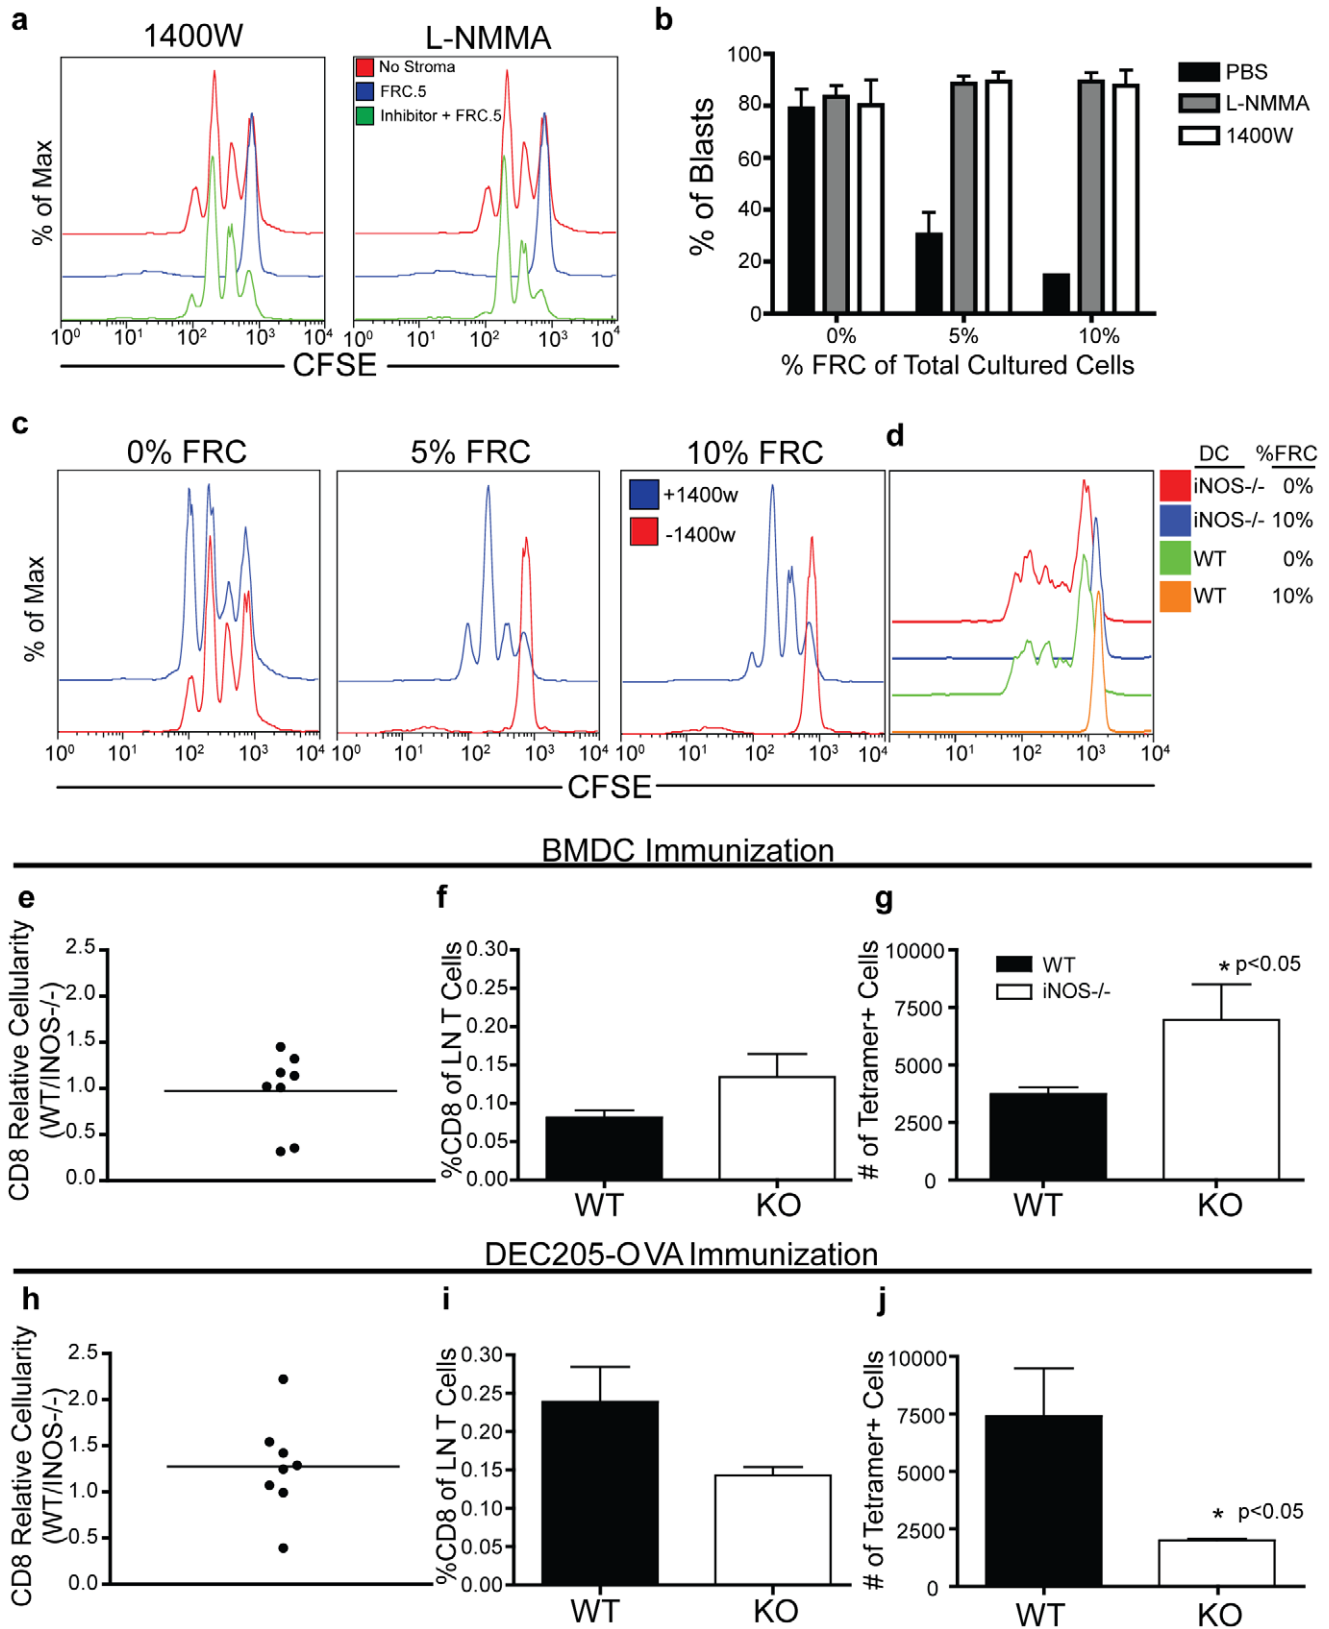 a
1400W
L-NMMA
No Stroma
FRC.5
Inhibitor + FRC.5
% of Max
10⁰ 10¹ 10² 10³ 10⁴
10⁰ 10¹ 10² 10³ 10⁴
CFSE
b
% of Blasts
100
80
60
40
20
0
0% 5% 10%
% FRC of Total Cultured Cells
PBS
L-NMMA
1400W
c
0% FRC
5% FRC
10% FRC
+1400w
-1400w
% of Max
10⁰ 10¹ 10² 10³ 10⁴
10⁰ 10¹ 10² 10³ 10⁴
10⁰ 10¹ 10² 10³ 10⁴
CFSE
d
DC %FRC
iNOS-/- 0%
iNOS-/- 10%
WT 0%
WT 10%
10¹ 10² 10³ 10⁴
BMDC Immunization
e
CD8 Relative Cellularity
(WT/INOS-/-)
2.5
2.0
1.5
1.0
0.5
0.0
f
%CD8 of LN T Cells
0.30
0.25
0.20
0.15
0.10
0.05
0.00
WT KO
g
# of Tetramer+ Cells
10000
7500
5000
2500
0
WT
iNOS-/-
* p<0.05
WT KO
DEC205-OVA Immunization
h
CD8 Relative Cellularity
(WT/INOS-/-)
2.5
2.0
1.5
1.0
0.5
0.0
i
%CD8 of LN T Cells
0.30
0.25
0.20
0.15
0.10
0.05
0.00
WT KO
j
# of Tetramer+ Cells
10000
7500
5000
2500
0
* p<0.05
WT KO